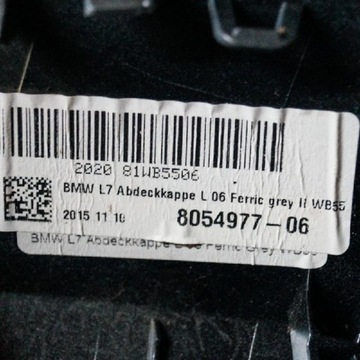 2020 81WB5506
BMW L7 Abdeckkappe L 06 Ferric grey II WB55
2015 11 10
8054977-06
BMW L7 Abdeckkappe L 06 Ferric Grey WB55